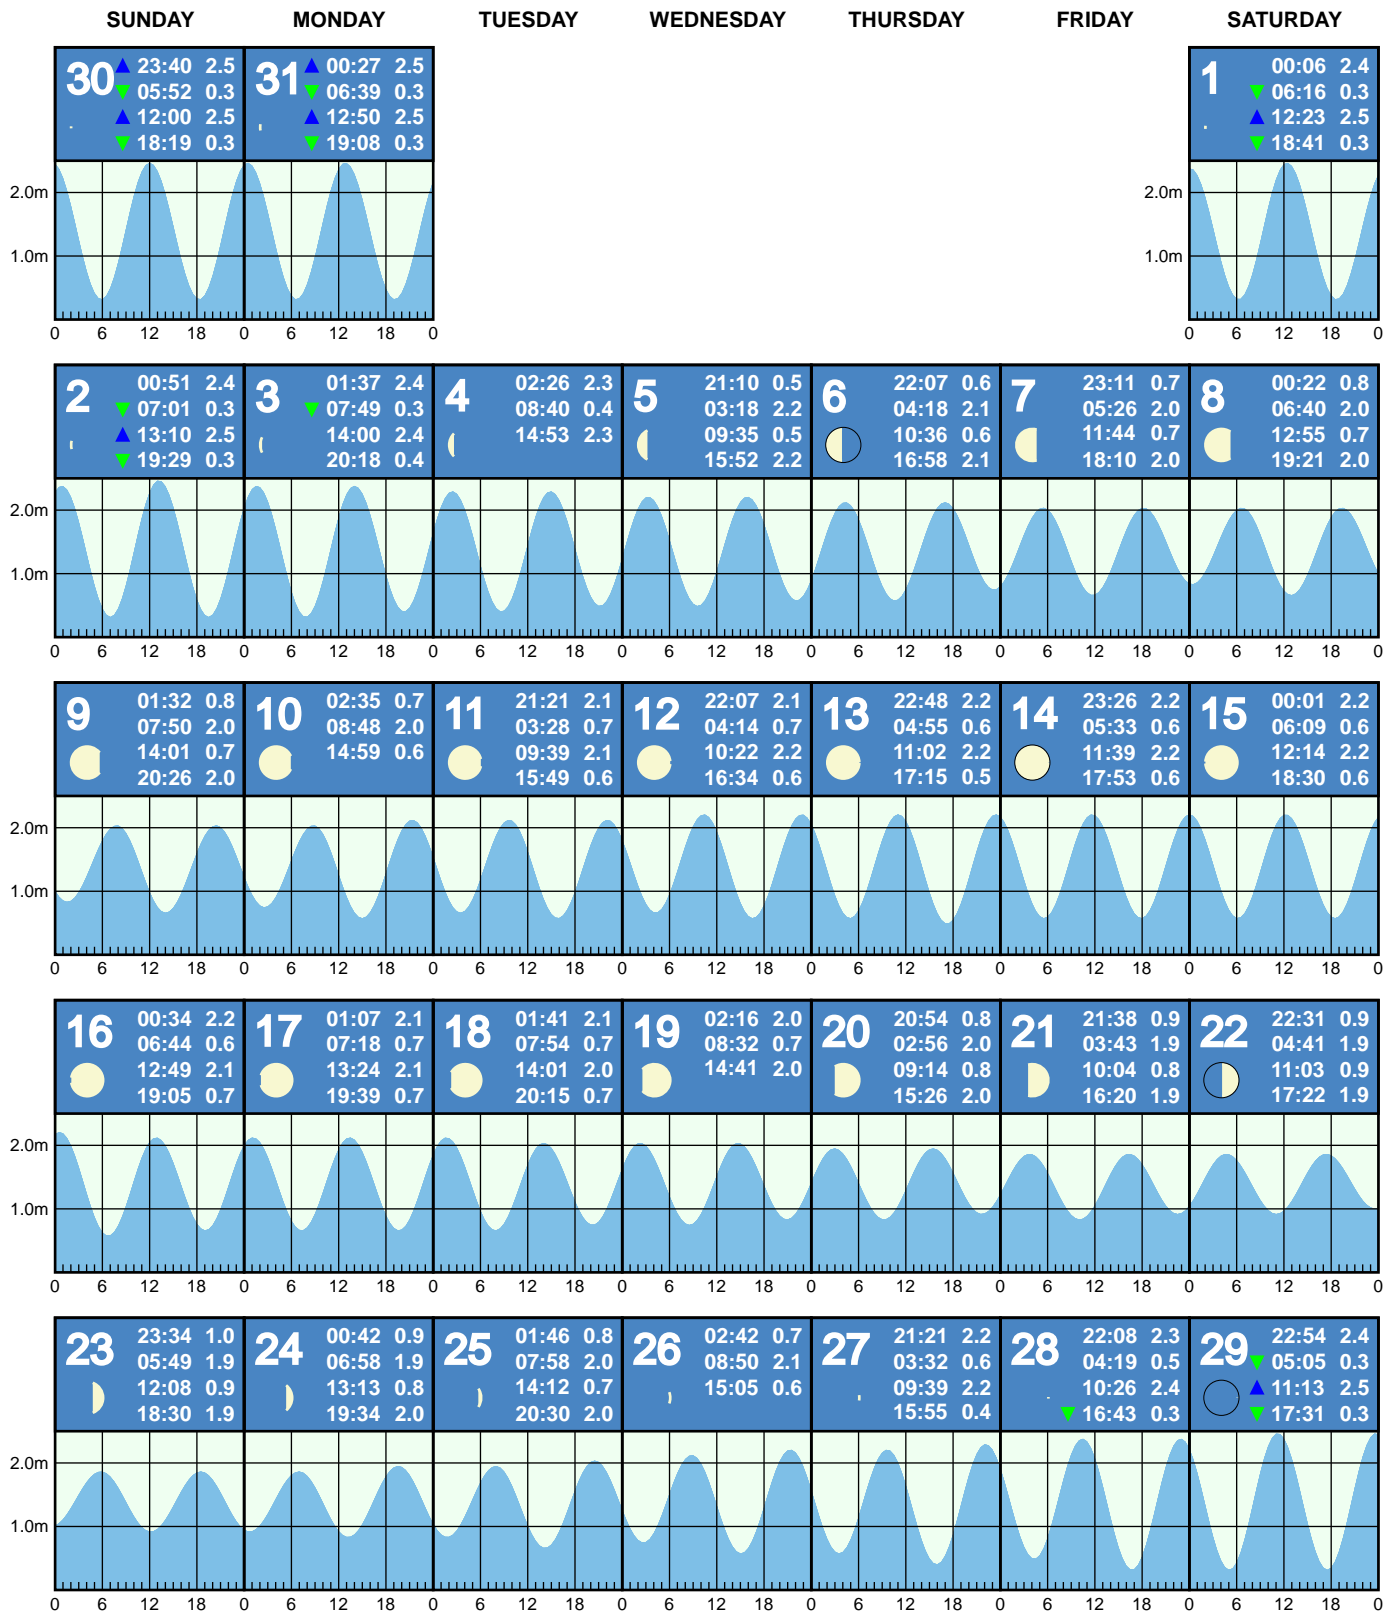 SUNDAY MONDAY TUESDAY WEDNESDAY THURSDAY FRIDAY SATURDAY
30 ▲ 23:40 2.5
▼ 05:52 0.3
▲ 12:00 2.5
▼ 18:19 0.3
31 ▲ 00:27 2.5
▼ 06:39 0.3
▲ 12:50 2.5
▼ 19:08 0.3
1 00:06 2.4
▼ 06:16 0.3
▲ 12:23 2.5
▼ 18:41 0.3
2.0m 2.0m
1.0m 1.0m
0 6 12 18 0 6 12 18 0 0 6 12 18 0
2 00:51 2.4
▼ 07:01 0.3
▲ 13:10 2.5
▼ 19:29 0.3
3 01:37 2.4
▼ 07:49 0.3
14:00 2.4
20:18 0.4
4 02:26 2.3
08:40 0.4
14:53 2.3
5 21:10 0.5
03:18 2.2
09:35 0.5
15:52 2.2
6 22:07 0.6
04:18 2.1
10:36 0.6
16:58 2.1
7 23:11 0.7
05:26 2.0
11:44 0.7
18:10 2.0
8 00:22 0.8
06:40 2.0
12:55 0.7
19:21 2.0
2.0m
1.0m
0 6 12 18 0 6 12 18 0 6 12 18 0 6 12 18 0 6 12 18 0 6 12 18 0 6 12 18 0
9 01:32 0.8
07:50 2.0
14:01 0.7
20:26 2.0
10 02:35 0.7
08:48 2.0
14:59 0.6
11 21:21 2.1
03:28 0.7
09:39 2.1
15:49 0.6
12 22:07 2.1
04:14 0.7
10:22 2.2
16:34 0.6
13 22:48 2.2
04:55 0.6
11:02 2.2
17:15 0.5
14 23:26 2.2
05:33 0.6
11:39 2.2
17:53 0.6
15 00:01 2.2
06:09 0.6
12:14 2.2
18:30 0.6
2.0m
1.0m
0 6 12 18 0 6 12 18 0 6 12 18 0 6 12 18 0 6 12 18 0 6 12 18 0 6 12 18 0
16 00:34 2.2
06:44 0.6
12:49 2.1
19:05 0.7
17 01:07 2.1
07:18 0.7
13:24 2.1
19:39 0.7
18 01:41 2.1
07:54 0.7
14:01 2.0
20:15 0.7
19 02:16 2.0
08:32 0.7
14:41 2.0
20 20:54 0.8
02:56 2.0
09:14 0.8
15:26 2.0
21 21:38 0.9
03:43 1.9
10:04 0.8
16:20 1.9
22 22:31 0.9
04:41 1.9
11:03 0.9
17:22 1.9
2.0m
1.0m
0 6 12 18 0 6 12 18 0 6 12 18 0 6 12 18 0 6 12 18 0 6 12 18 0 6 12 18 0
23 23:34 1.0
05:49 1.9
12:08 0.9
18:30 1.9
24 00:42 0.9
06:58 1.9
13:13 0.8
19:34 2.0
25 01:46 0.8
07:58 2.0
14:12 0.7
20:30 2.0
26 02:42 0.7
08:50 2.1
15:05 0.6
27 21:21 2.2
03:32 0.6
09:39 2.2
15:55 0.4
28 22:08 2.3
04:19 0.5
10:26 2.4
▼ 16:43 0.3
29 22:54 2.4
▼ 05:05 0.3
▲ 11:13 2.5
▼ 17:31 0.3
2.0m
1.0m
0 6 12 18 0 6 12 18 0 6 12 18 0 6 12 18 0 6 12 18 0 6 12 18 0 6 12 18 0